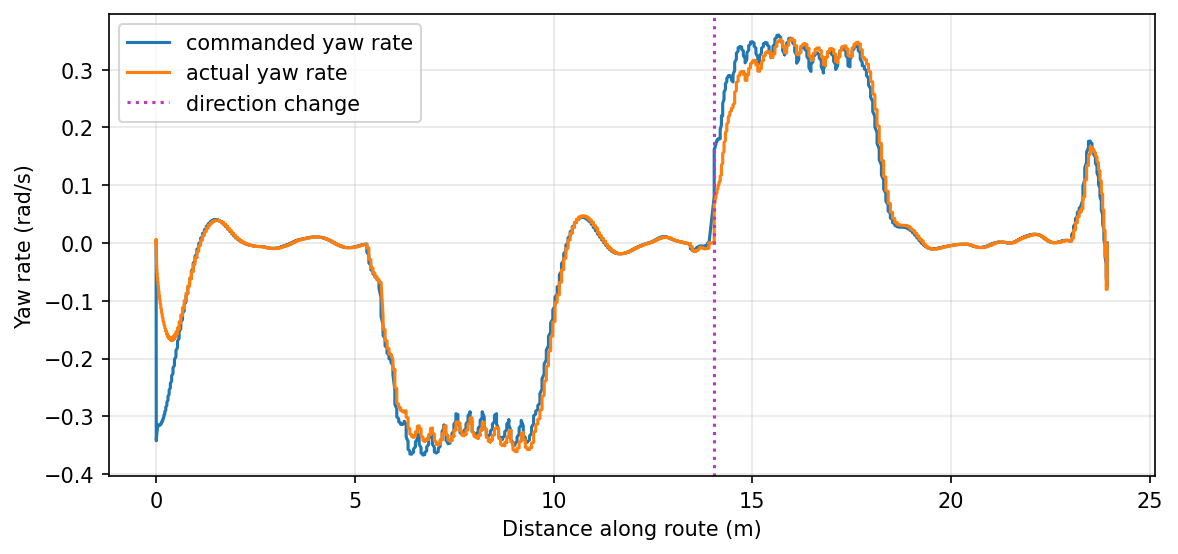 commanded yaw rate
actual yaw rate
direction change
Yaw rate (rad/s)
0.3
0.2
0.1
0.0
−0.1
−0.2
−0.3
−0.4
0 5 10 15 20 25
Distance along route (m)